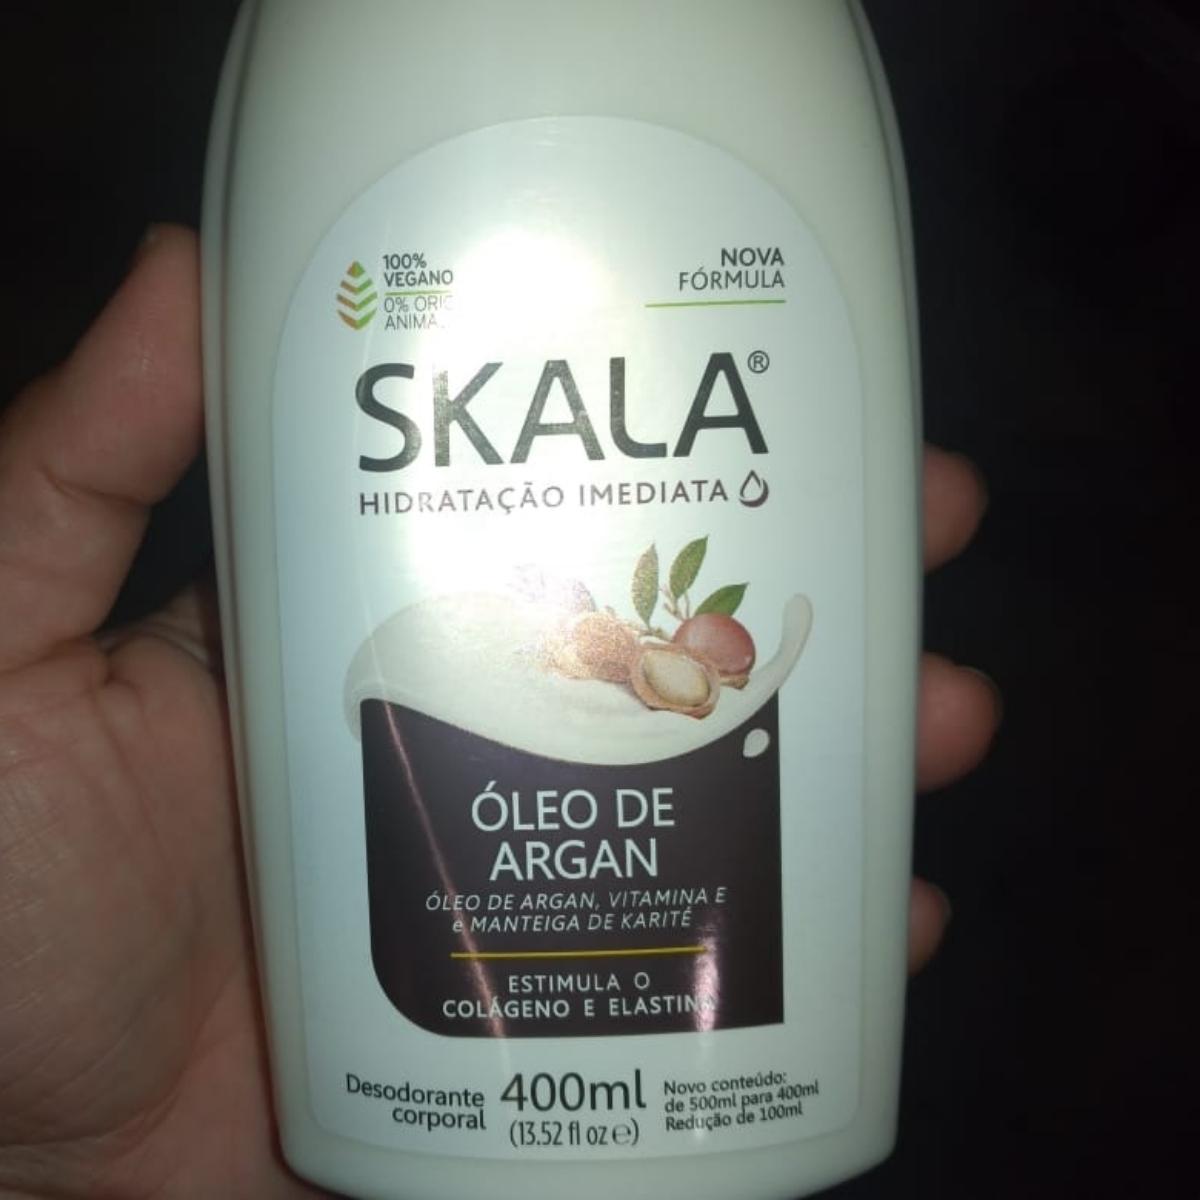 100%
VEGANO
0% ORIG
ANIMA
NOVA
FÓRMULA
SKALA®
HIDRATAÇÃO IMEDIATA
ÓLEO DE
ARGAN
ÓLEO DE ARGAN, VITAMINA E
e MANTEIGA DE KARITÉ
ESTIMULA O
COLÁGENO E ELASTINA
Desodorante
corporal
400ml
(13.52 fl oz ℮)
Novo conteúdo:
de 500ml para 400ml
Redução de 100ml